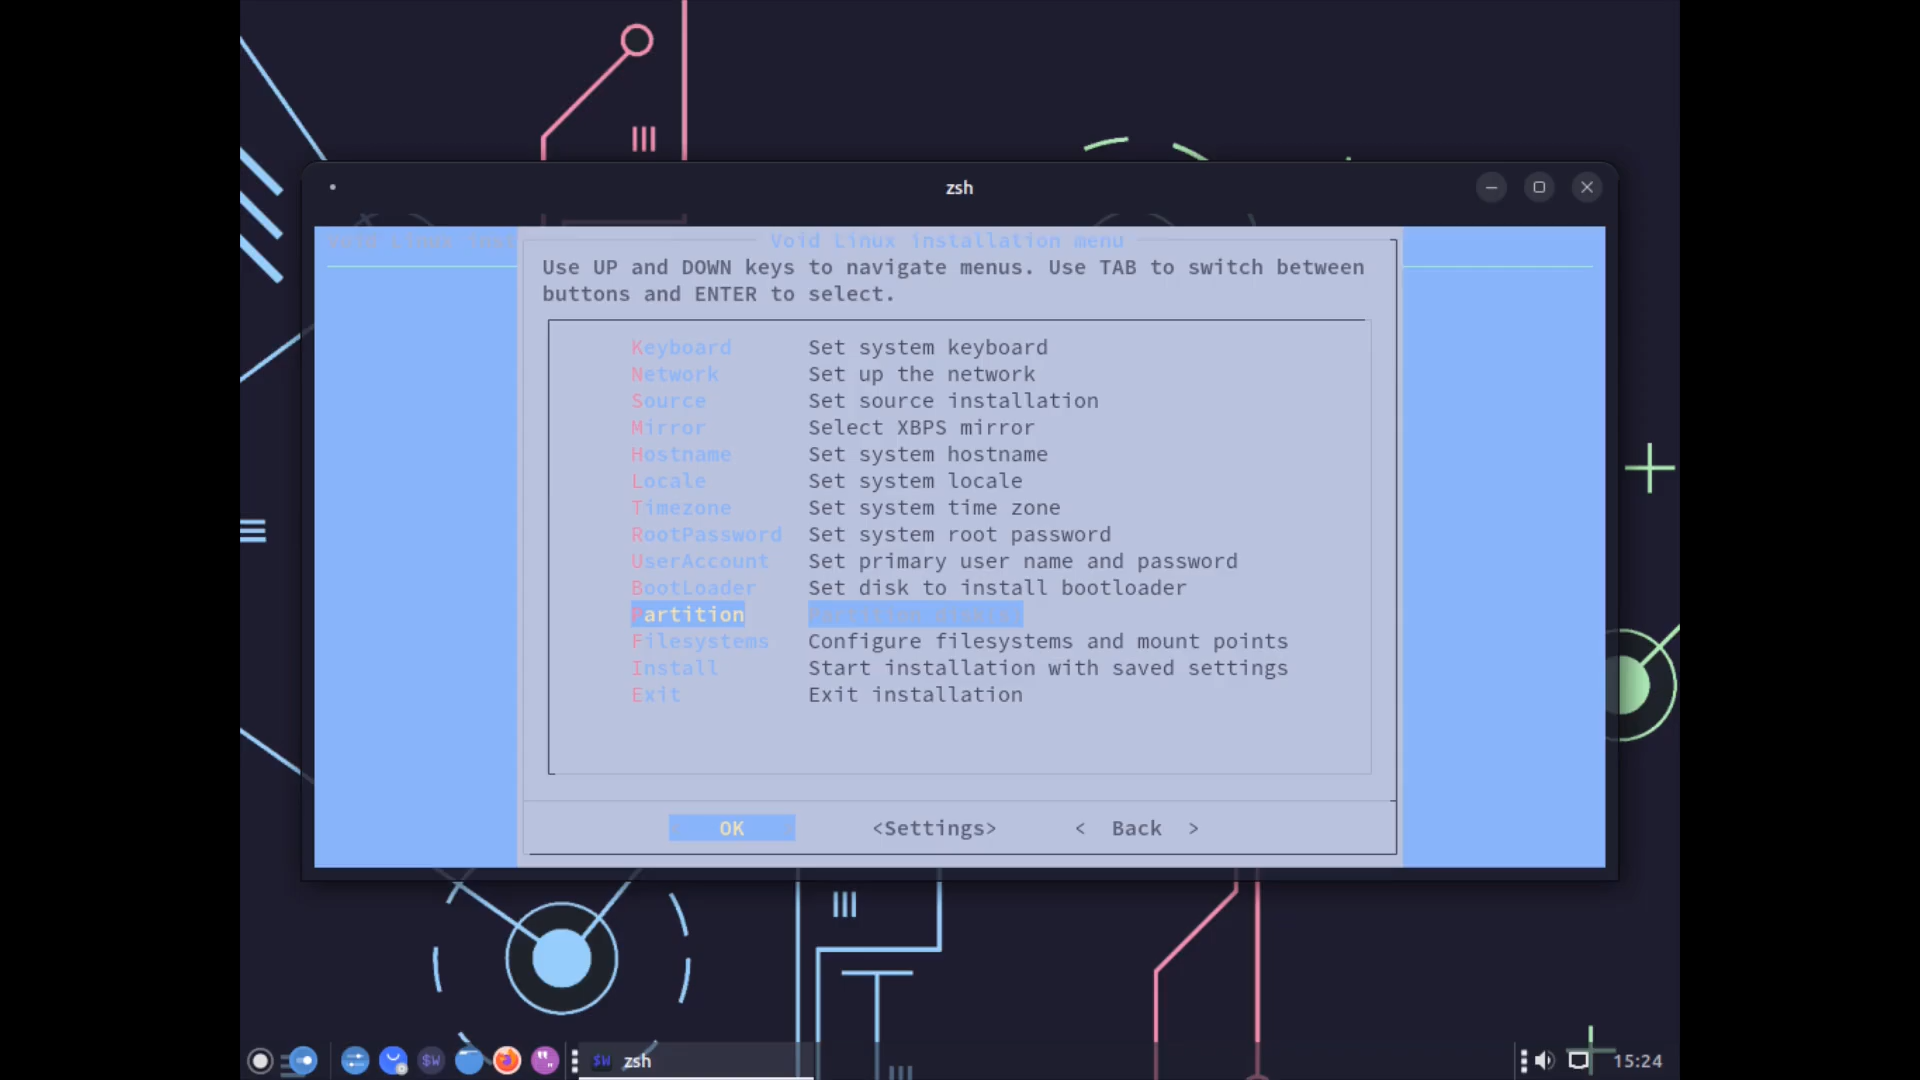 zsh
Void Linux installation menu
Use UP and DOWN keys to navigate menus. Use TAB to switch between
buttons and ENTER to select.
Keyboard Set system keyboard
Network Set up the network
Source Set source installation
Mirror Select XBPS mirror
Hostname Set system hostname
Locale Set system locale
Timezone Set system time zone
RootPassword Set system root password
UserAccount Set primary user name and password
BootLoader Set disk to install bootloader
Partition
Filesystems Configure filesystems and mount points
Install Start installation with saved settings
Exit Exit installation
OK <Settings> < Back >
$W $W zsh 15:24